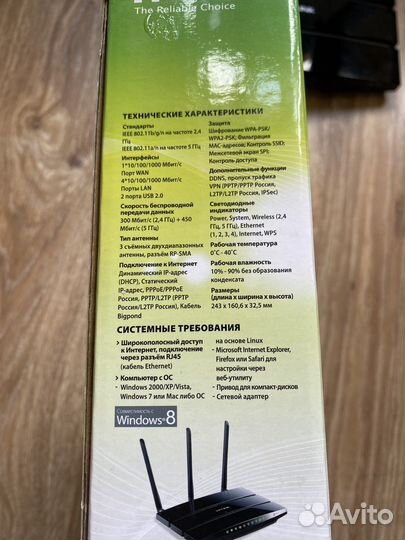 The Reliable Choice
ТЕХНИЧЕСКИЕ ХАРАКТЕРИСТИКИ
Стандарты
IEEE 802.11b/g/n на частоте 2,4
ГГц
IEEE 802.11a/n на частоте 5 ГГц
Интерфейсы
1*10/100/1000 Мбит/с
Порт WAN
4*10/100/1000 Мбит/с
Порты LAN
2 порта USB 2.0
Скорость беспроводной
передачи данных
300 Мбит/с (2,4 ГГц) + 450
Мбит/с (5 ГГц)
Тип антенны
3 съёмных двухдиапазонных
антенны, разъём RP-SMA
Подключение к Интернет
Динамический IP-адрес
(DHCP), Статический
IP-адрес, PPPoE/PPPoE
Россия, PPTP/L2TP (PPTP
Россия/L2TP Россия), Кабель
Bigpond
Защита
Шифрование WPA-PSK/
WPA2-PSK; Фильтрация
MAC-адресов; Контроль SSID;
Межсетевой экран SPI;
Контроль доступа
Дополнительные функции
DDNS, пропуск трафика
VPN (PPTP/PPTP Россия,
L2TP/L2TP Россия, IPSec)
Светодиодные
индикаторы
Power, System, Wireless (2,4
ГГц, 5 ГГц), Ethernet
(1, 2, 3, 4), Internet, WPS
Рабочая температура
0˚C - 40˚C
Рабочая влажность
10% - 90% без образования
конденсата
Размеры
(длина x ширина x высота)
243 x 160,6 x 32,5 мм
СИСТЕМНЫЕ ТРЕБОВАНИЯ
Широкополосный доступ
к Интернет, подключение
через разъём RJ45
(кабель Ethernet)
Компьютер с ОС
- Windows 2000/XP/Vista,
Windows 7 или Mac либо ОС
на основе Linux
- Microsoft Internet Explorer,
Firefox или Safari для
настройки через
веб-утилиту
- Привод для компакт-дисков
- Сетевой адаптер
Совместимость с
Windows 8
Avito